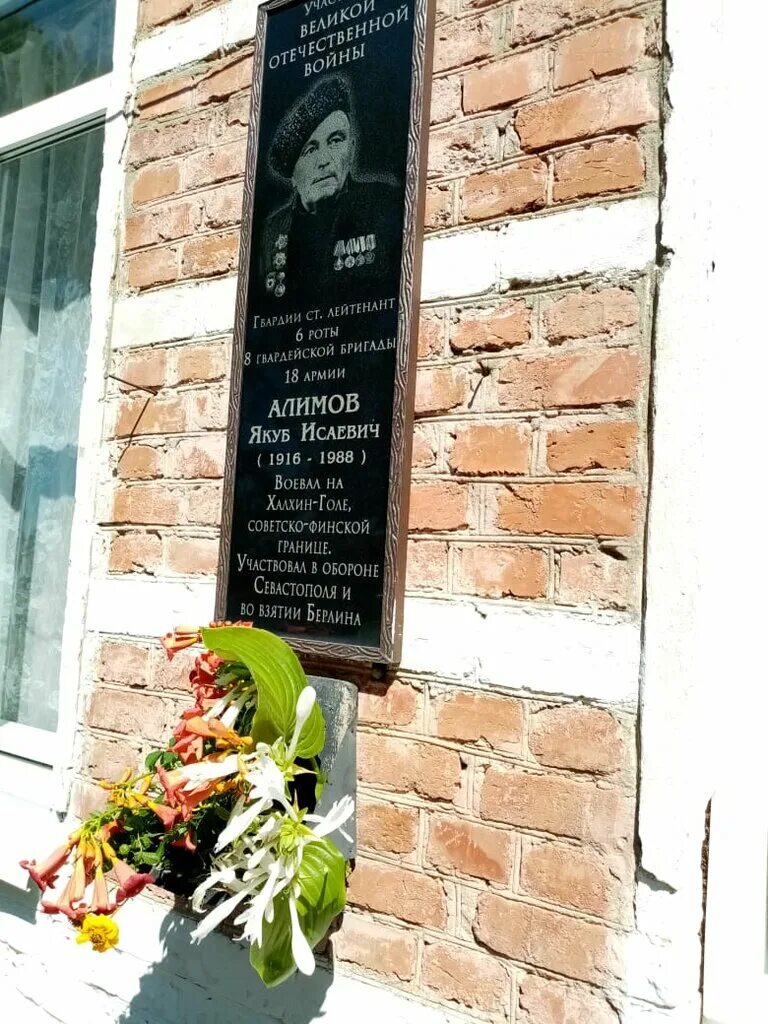 ВЕЛИКОЙ
ОТЕЧЕСТВЕННОЙ
ВОЙНЫ
ГВАРДИИ СТ. ЛЕЙТЕНАНТ
6 РОТЫ
8 ГВАРДЕЙСКОЙ БРИГАДЫ
18 АРМИИ
АЛИМОВ
ЯКУБ ИСАЕВИЧ
( 1916 - 1988 )
ВОЕВАЛ НА
ХАЛХИН-ГОЛЕ,
СОВЕТСКО-ФИНСКОЙ
ГРАНИЦЕ.
УЧАСТВОВАЛ В ОБОРОНЕ
СЕВАСТОПОЛЯ И
ВО ВЗЯТИИ БЕРЛИНА